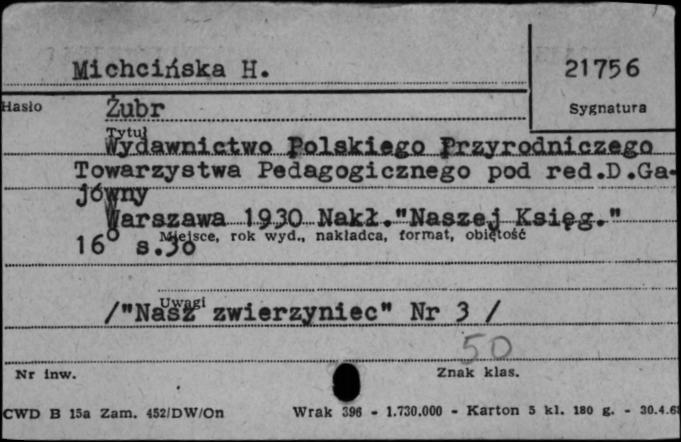 Michcińska H.
21756
Hasło
Żubr
Sygnatura
Tytuł
Wydawnictwo Polskiego Przyrodniczego
Towarzystwa Pedagogicznego pod red.D.Ga-
jówny
Warszawa 1930 Nakł."Naszej Księg."
Miejsce, rok wyd., nakładca, format, obiętość
16° s.36
Uwagi
/"Nasz zwierzyniec" Nr 3 /
50
Nr inw.
Znak klas.
CWD B 15a Zam. 452/DW/On Wrak 396 - 1.730.000 - Karton 5 kl. 180 g. - 30.4.6